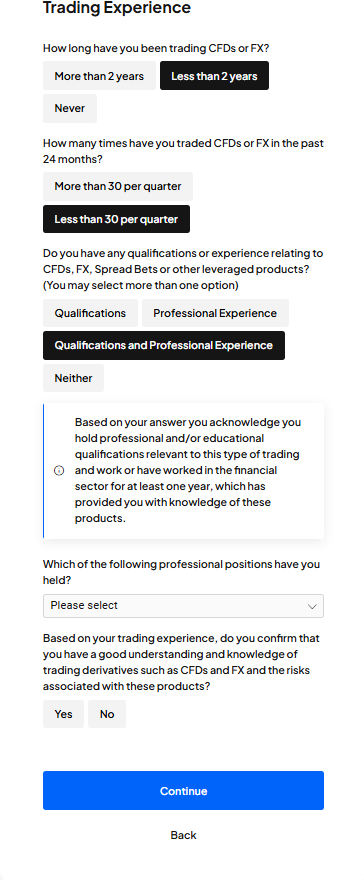 Trading Experience
How long have you been trading CFDs or FX?
More than 2 years
Less than 2 years
Never
How many times have you traded CFDs or FX in the past
24 months?
More than 30 per quarter
Less than 30 per quarter
Do you have any qualifications or experience relating to
CFDs, FX, Spread Bets or other leveraged products?
(You may select more than one option)
Qualifications
Professional Experience
Qualifications and Professional Experience
Neither
Based on your answer you acknowledge you
hold professional and/or educational
qualifications relevant to this type of trading
and work or have worked in the financial
sector for at least one year, which has
provided you with knowledge of these
products.
Which of the following professional positions have you
held?
Please select
Based on your trading experience, do you confirm that
you have a good understanding and knowledge of
trading derivatives such as CFDs and FX and the risks
associated with these products?
Yes
No
Continue
Back